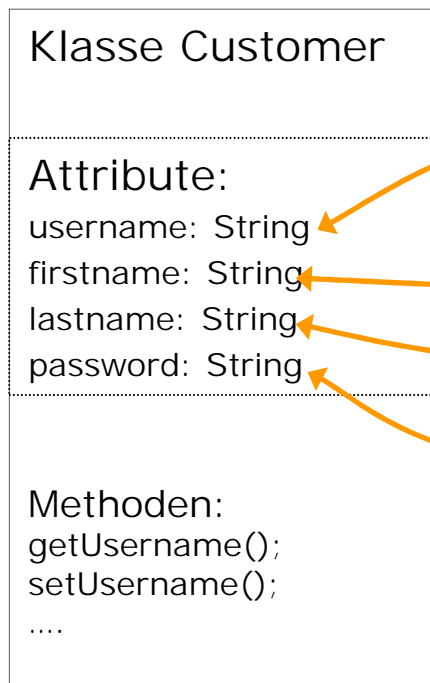 Klasse Customer
Attribute:
username: String
firstname: String
lastname: String
password: String
Methoden:
getUsername();
setUsername();
....